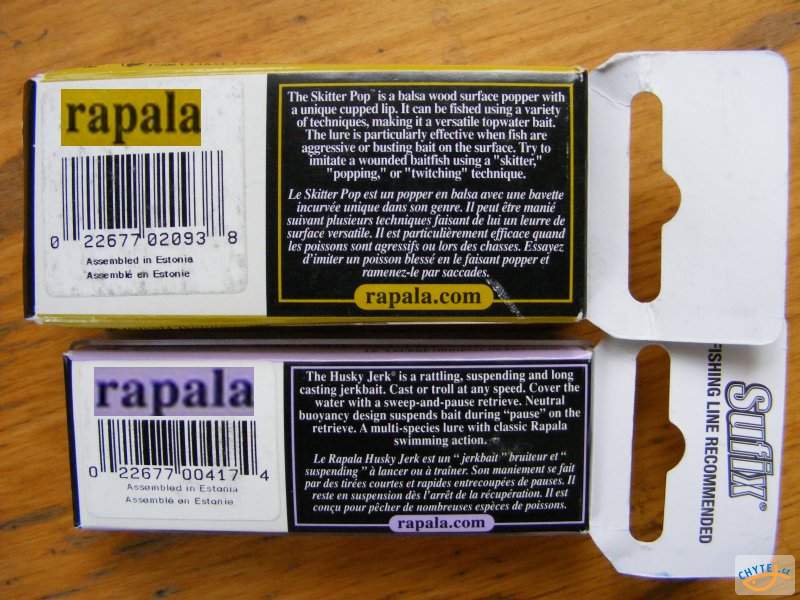 rapala
0 22677 02093 8
Assembled in Estonia
Assemblé en Estonie
The Skitter Pop™ is a balsa wood surface popper with
a unique cupped lip. It can be fished using a variety
of techniques, making it a versatile topwater bait.
The lure is particularly effective when fish are
aggressive or busting bait on the surface. Try to
imitate a wounded baitfish using a "skitter,"
"popping," or "twitching" technique.
Le Skitter Pop est un popper en balsa avec une bavette
incurvée unique dans son genre. Il peut être manié
suivant plusieurs techniques faisant de lui un leurre de
surface versatile. Il est particulièrement efficace quand
les poissons sont agressifs ou lors des chasses. Essayez
d'imiter un poisson blessé en le faisant popper et
ramenez-le par saccades.
rapala.com
rapala
0 22677 00417 4
Assembled in Estonia
Assemblé en Estonie
The Husky Jerk® is a rattling, suspending and long
casting jerkbait. Cast or troll at any speed. Cover the
water with a sweep-and-pause retrieve. Neutral
buoyancy design suspends bait during “pause” on the
retrieve. A multi-species lure with classic Rapala
swimming action.
Le Rapala Husky Jerk est un “ jerkbait ” bruiteur et “
suspending ” à lancer ou à traîner. Son maniement se fait
par des tirées courtes et rapides entrecoupées de pauses. Il
reste en suspension dès l’arrêt de la récupération. Il est
conçu pour pêcher de nombreuses espèces de poissons.
rapala.com
sufix®
FISHING LINE RECOMMENDED
CHYTEJ.cz